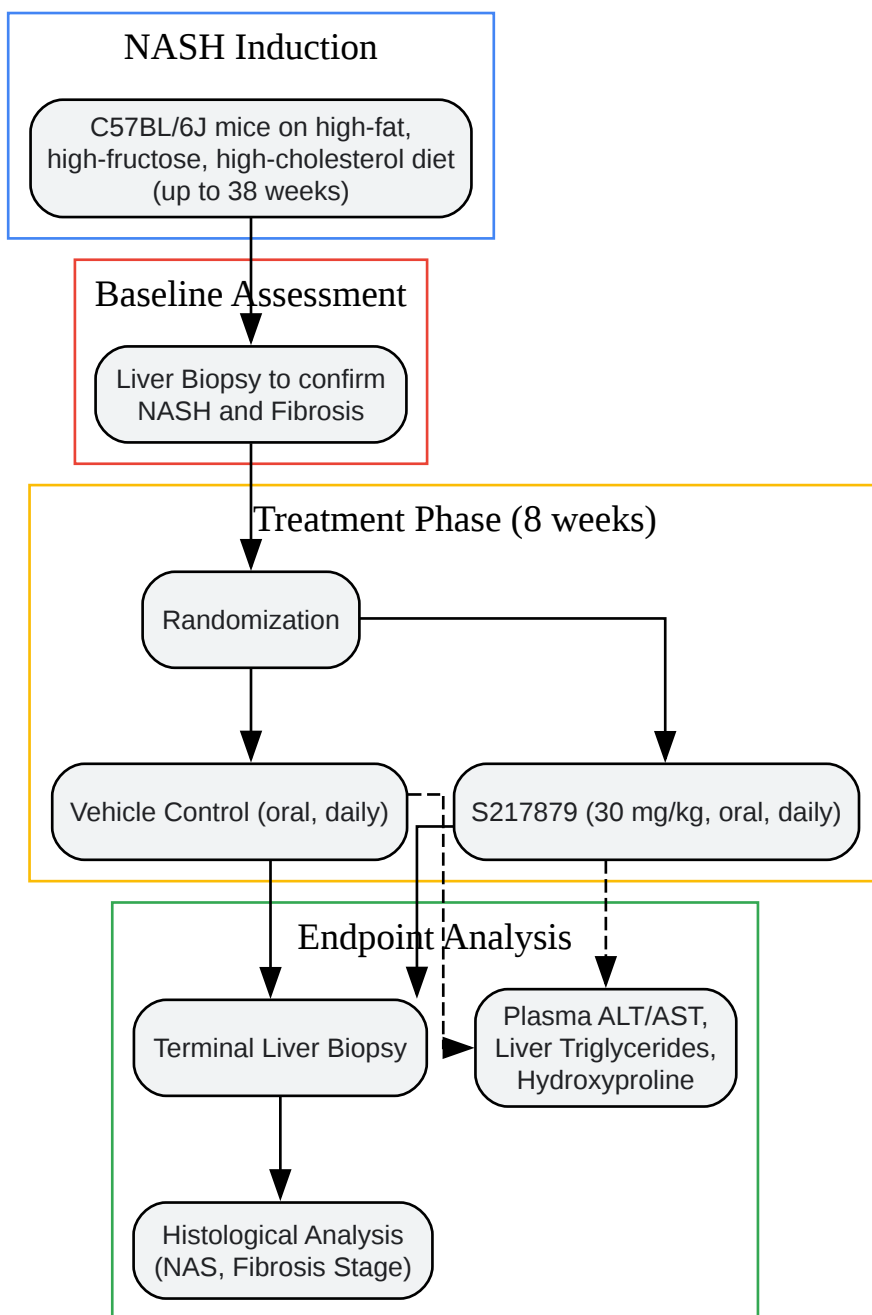 NASH Induction
C57BL/6J mice on high-fat,
high-fructose, high-cholesterol diet
(up to 38 weeks)
Baseline Assessment
Liver Biopsy to confirm
NASH and Fibrosis
Treatment Phase (8 weeks)
Randomization
Vehicle Control (oral, daily)
S217879 (30 mg/kg, oral, daily)
Endpoint Analysis
Terminal Liver Biopsy
Plasma ALT/AST,
Liver Triglycerides,
Hydroxyproline
Histological Analysis
(NAS, Fibrosis Stage)